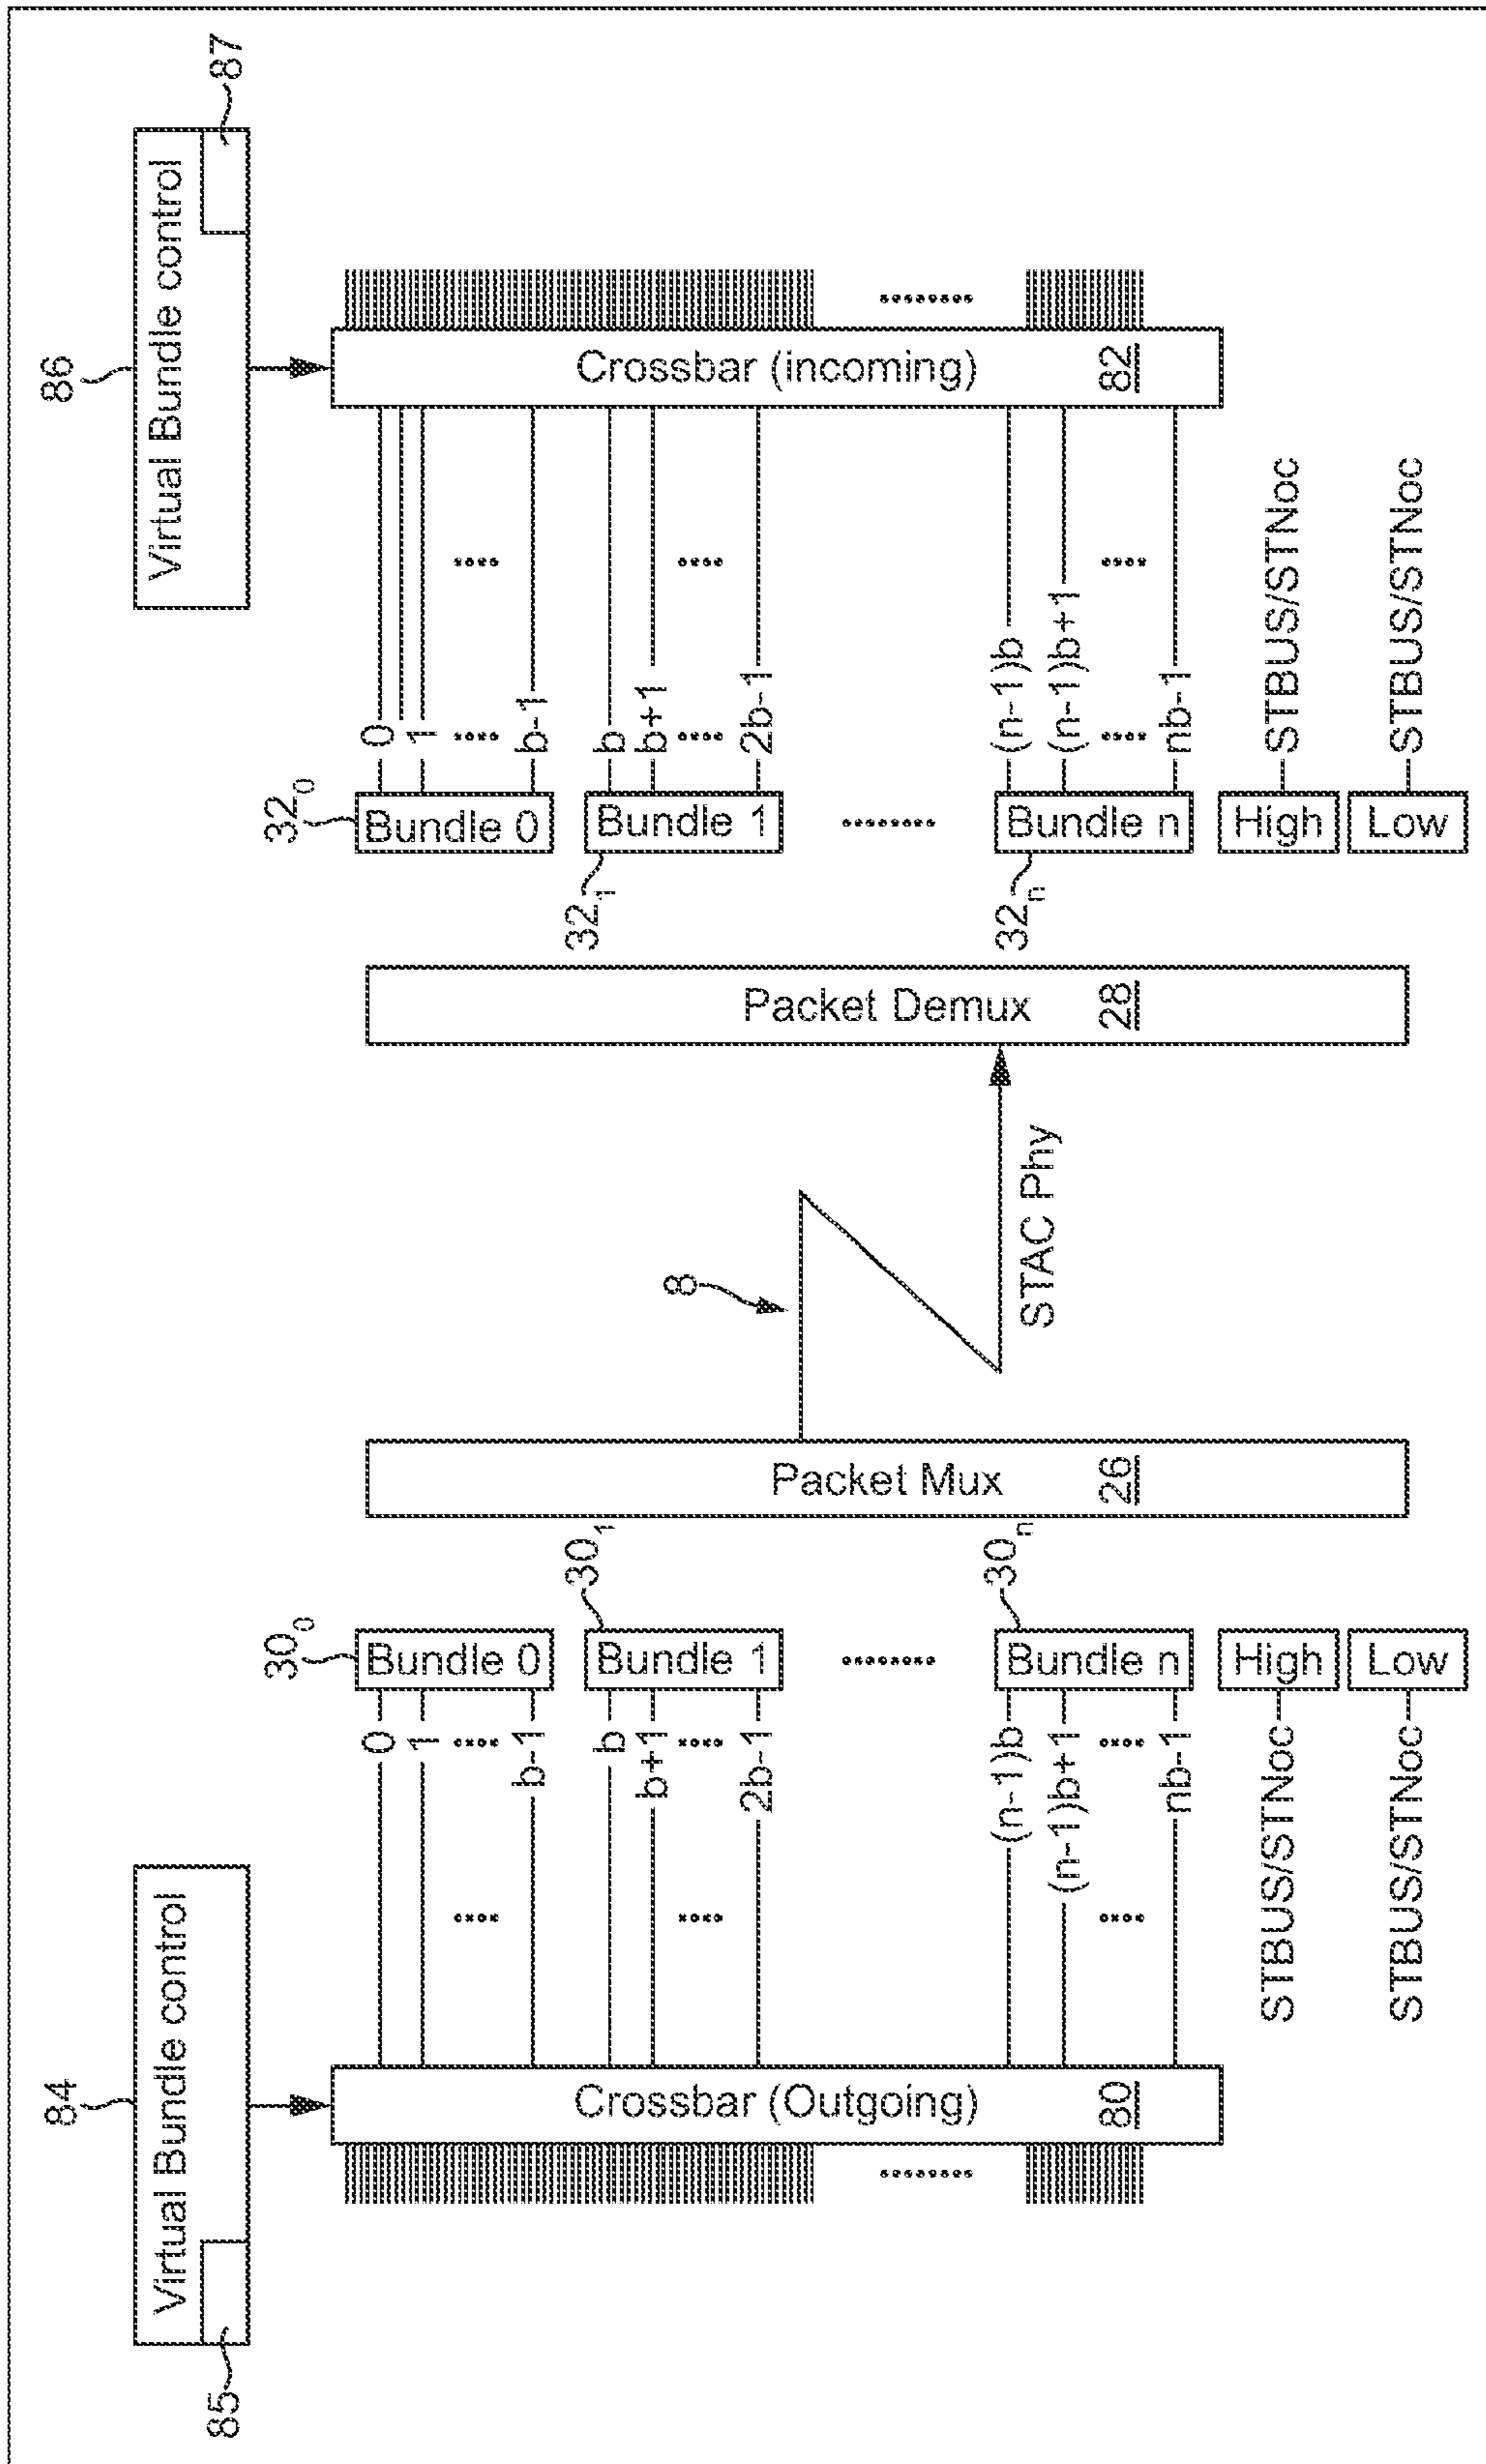 84
Virtual Bundle control
85
86
Virtual Bundle control
87
Crossbar (Outgoing) 80
0
1
b-1
b
b+1
2b-1
(n-1)b
(n-1)b+1
nb-1
30₀
Bundle 0
30₁
Bundle 1
30ₙ
Bundle n
STBUS/STNoc
High
STBUS/STNoc
Low
Packet Mux 26
8
STAC Phy
Packet Demux 28
32₀
Bundle 0
32₁
Bundle 1
32ₙ
Bundle n
High
STBUS/STNoc
Low
STBUS/STNoc
0
1
b-1
b
b+1
2b-1
(n-1)b
(n-1)b+1
nb-1
Crossbar (incoming) 82